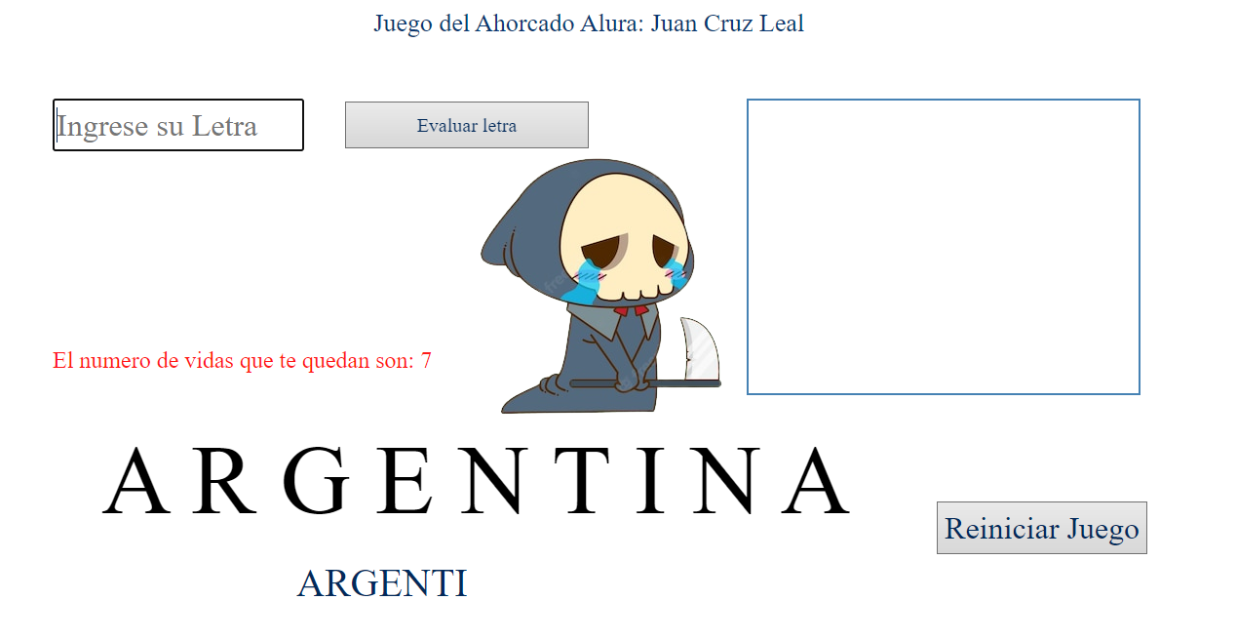 Juego del Ahorcado Alura: Juan Cruz Leal
Ingrese su Letra
Evaluar letra
El numero de vidas que te quedan son: 7
A R G E N T I N A
Reiniciar Juego
ARGENTI